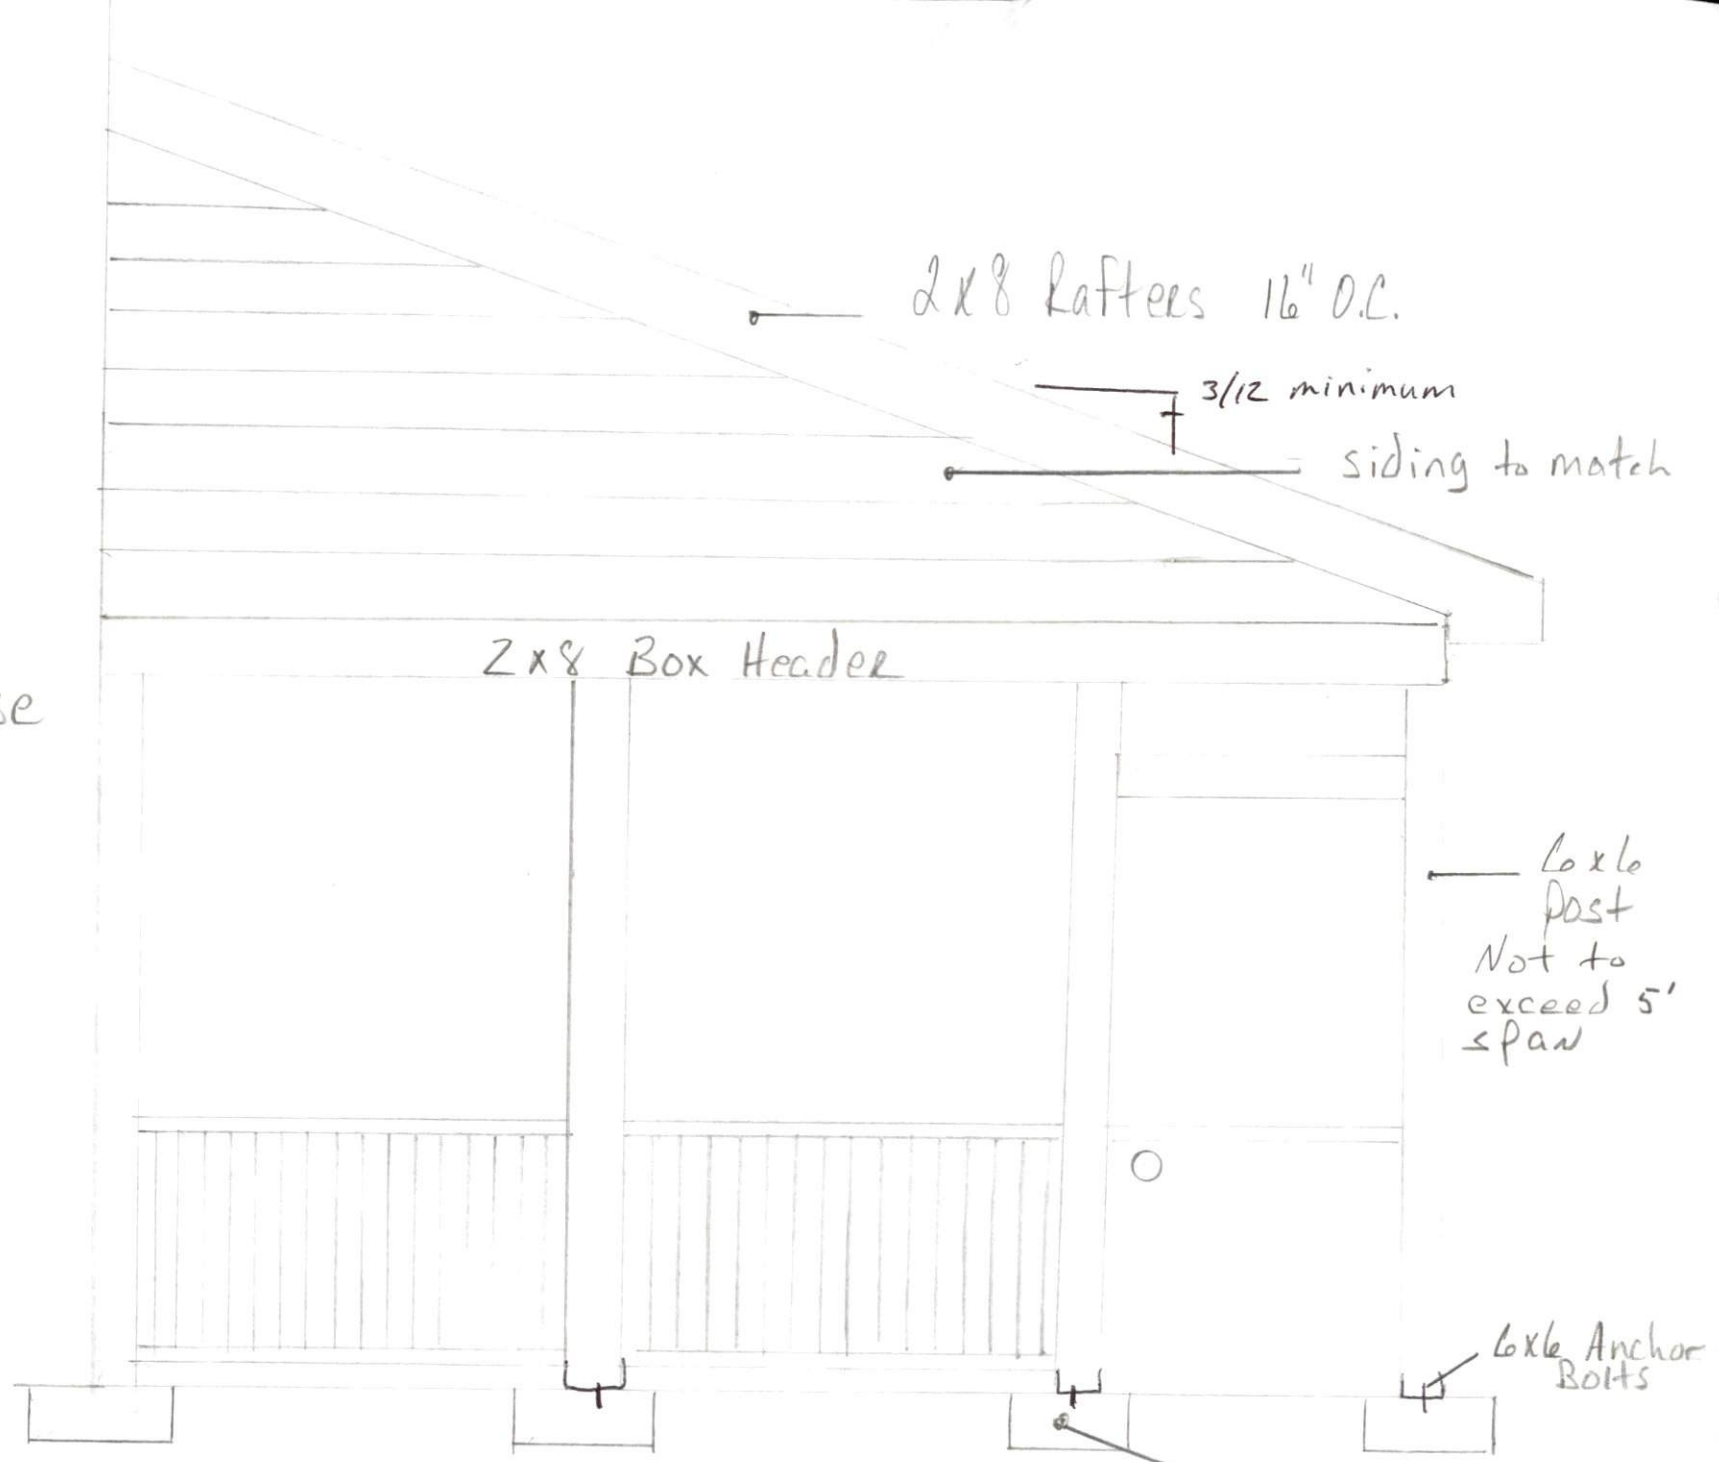 2x8 Rafters 16" O.C.
3/12 minimum
siding to match
2x8 Box Header
se
6x6
Post
Not to
exceed 5'
span
6x6 Anchor
Bolts